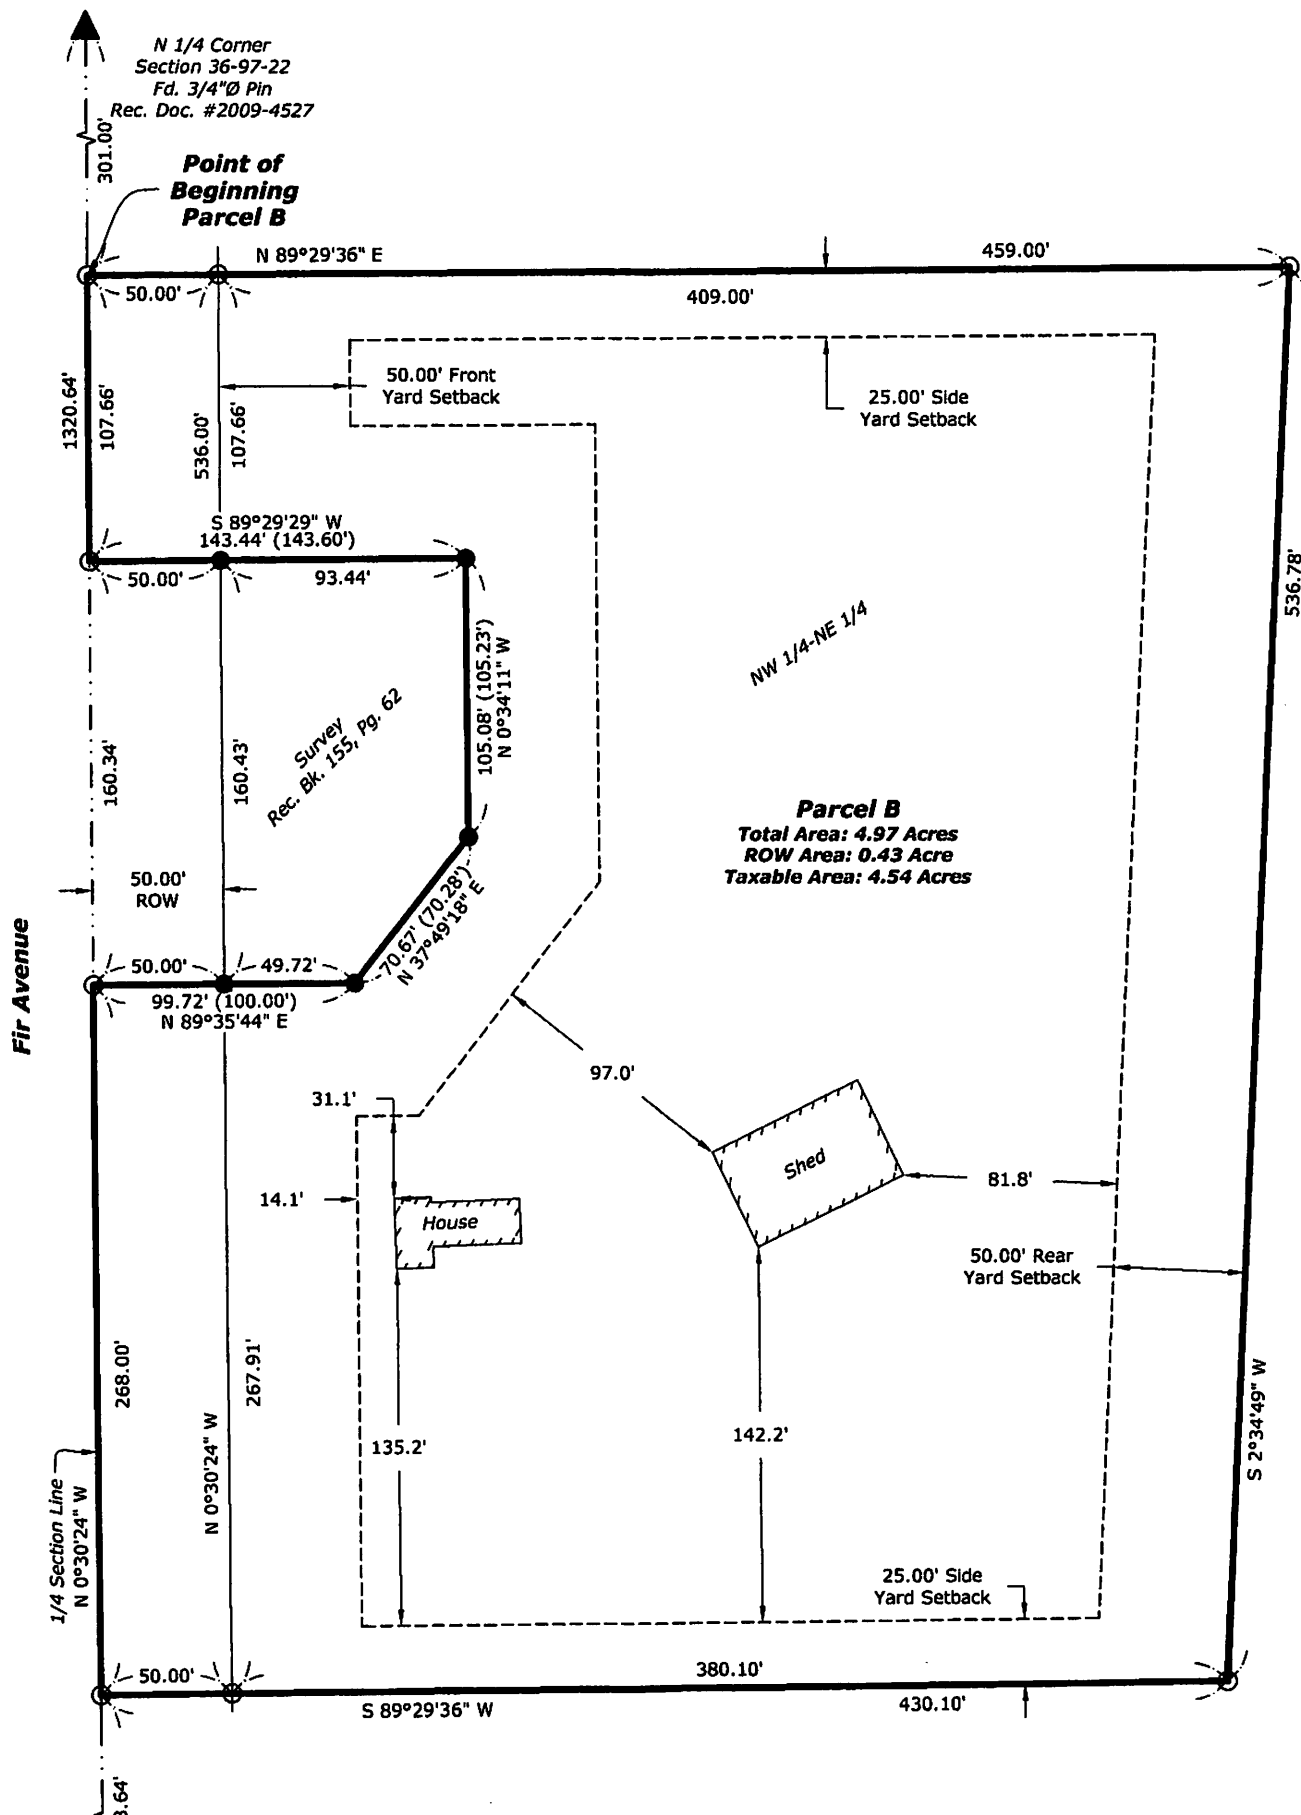 N 1/4 Corner
Section 36-97-22
Fd. 3/4"Ø Pin
Rec. Doc. #2009-4527
301.00'
Point of
Beginning
Parcel B
N 89°29'36" E
459.00'
50.00'
409.00'
50.00' Front
Yard Setback
25.00' Side
Yard Setback
1320.64'
107.66'
536.00'
107.66'
S 89°29'29" W
143.44' (143.60')
50.00'
93.44'
536.78'
105.08' (105.23')
N 0°34'11" W
NW 1/4-NE 1/4
Survey
Rec. Bk. 155, Pg. 62
160.34'
160.43'
Parcel B
Total Area: 4.97 Acres
ROW Area: 0.43 Acre
Taxable Area: 4.54 Acres
50.00'
ROW
70.67' (70.28')
N 37°49'18" E
Fir Avenue
50.00'
49.72'
99.72' (100.00')
N 89°35'44" E
97.0'
31.1'
Shed
81.8'
14.1'
House
50.00' Rear
Yard Setback
268.00'
267.91'
135.2'
142.2'
S 2°34'49" W
1/4 Section Line
N 0°30'24" W
N 0°30'24" W
25.00' Side
Yard Setback
50.00'
380.10'
S 89°29'36" W
430.10'
3.64'